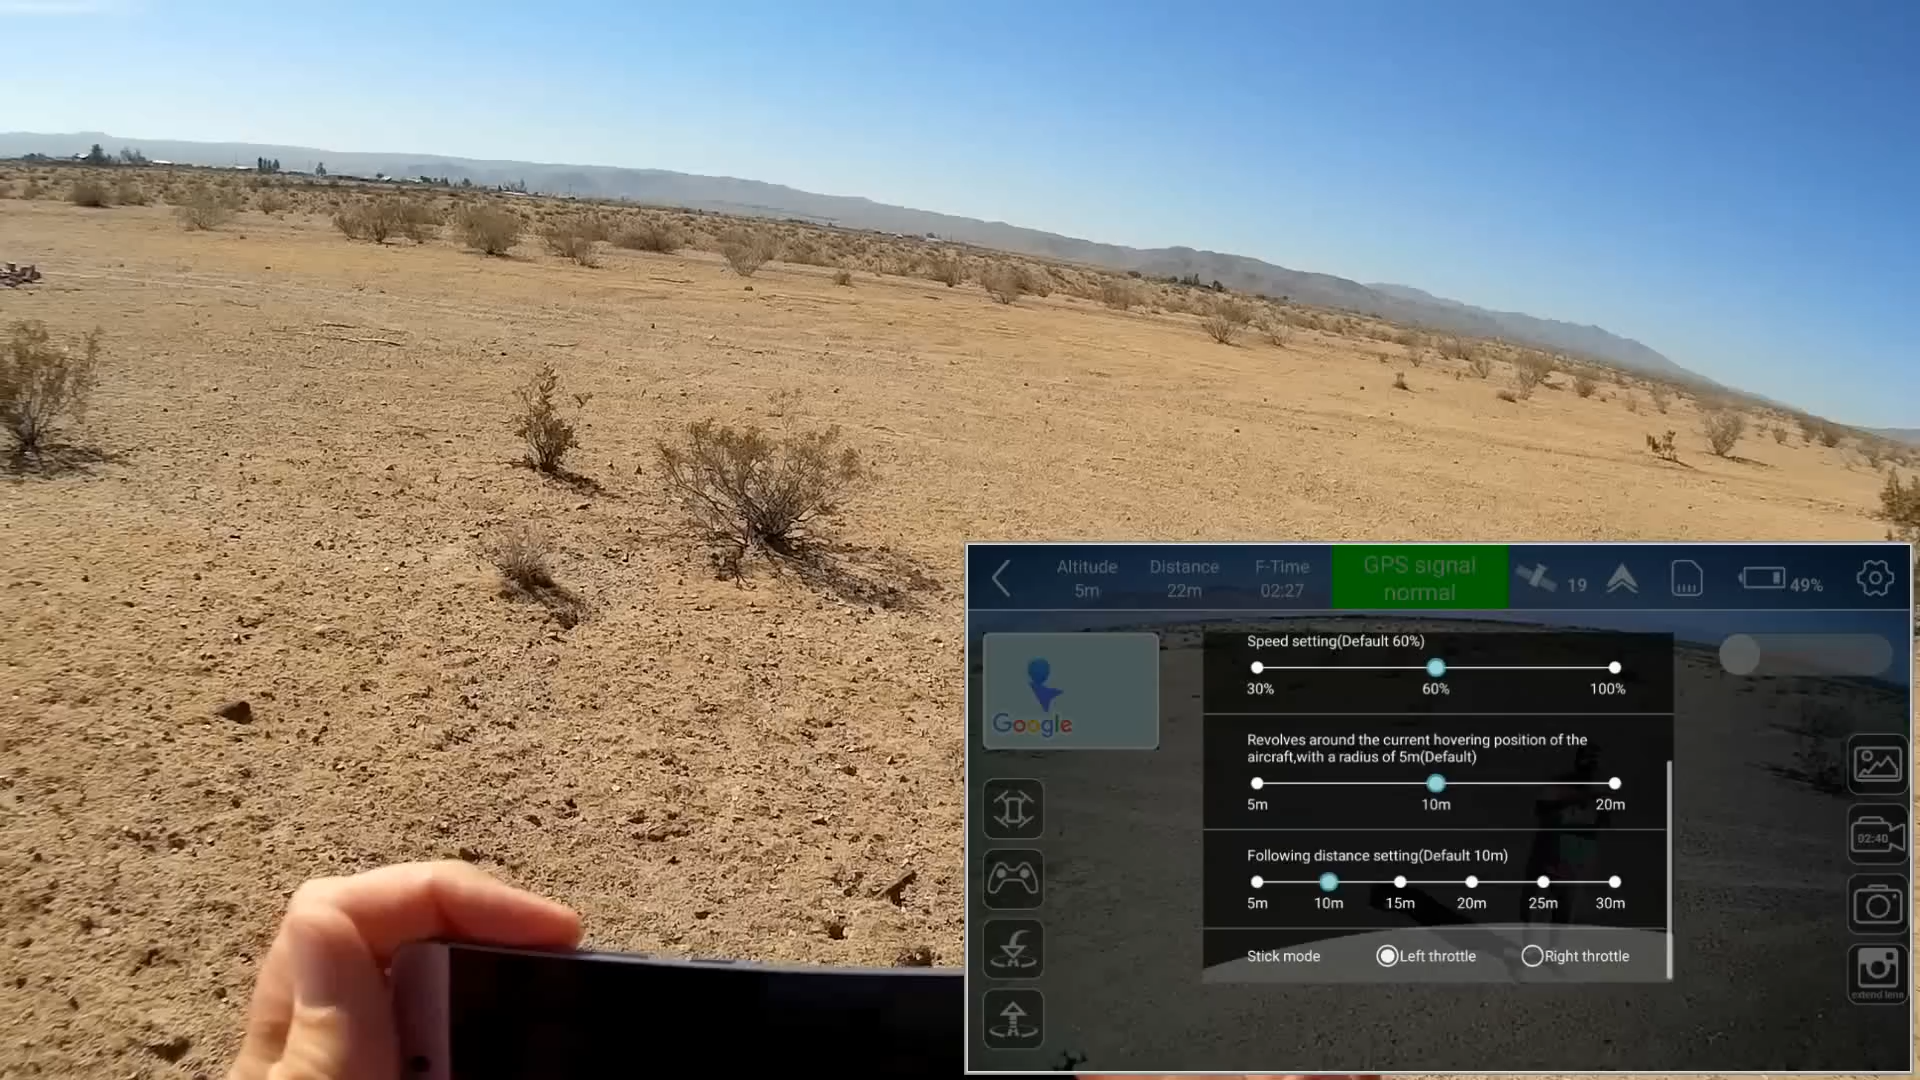 Altitude
5m
Distance
22m
F-Time
02:27
GPS signal
normal
19
49%
Google
Speed setting(Default 60%)
30% 60% 100%
Revolves around the current hovering position of the
aircraft,with a radius of 5m(Default)
5m 10m 20m
Following distance setting(Default 10m)
5m 10m 15m 20m 25m 30m
Stick mode Left throttle Right throttle
02:40
extend lens